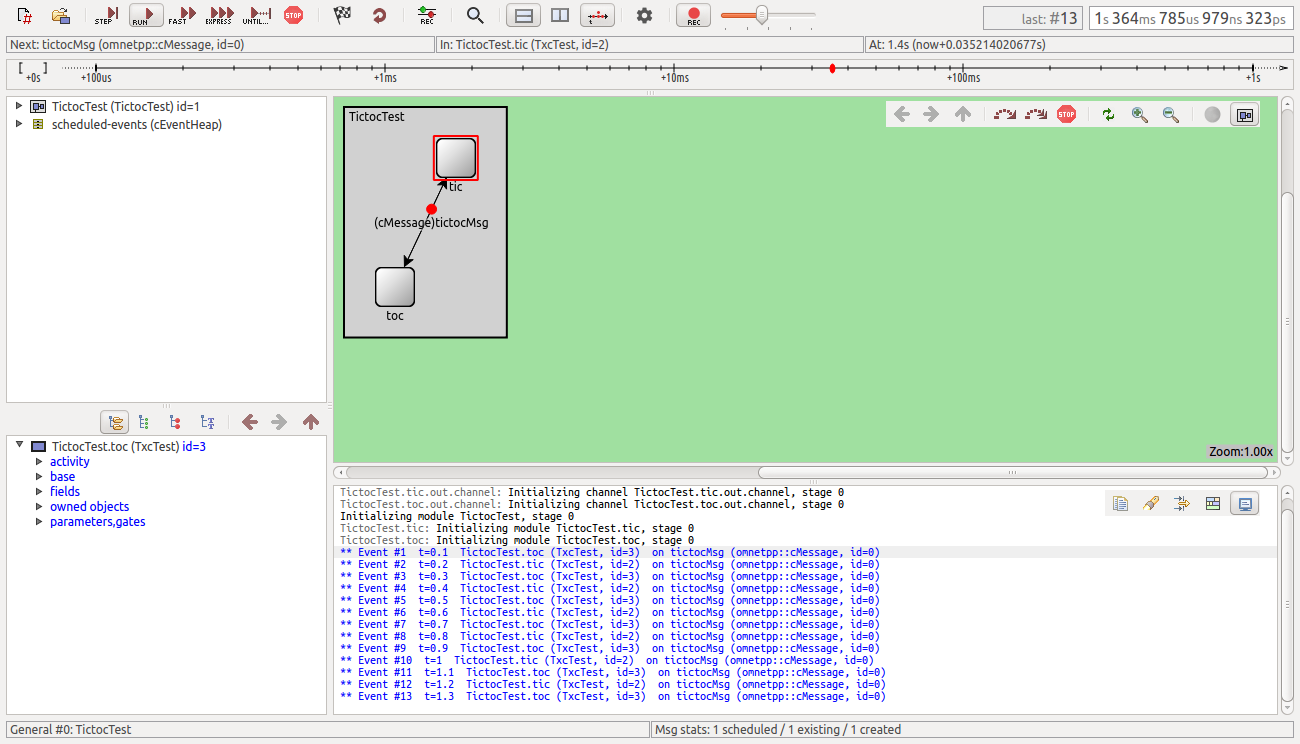 STEP RUN FAST EXPRESS UNTIL... STOP REC REC last: #13 1s 364ms 785us 979ns 323ps
Next: tictocMsg (omnetpp::cMessage, id=0) In: TictocTest.tic (TxcTest, id=2) At: 1.4s (now+0.035214020677s)
[ ]
+0s +100us +1ms +10ms +100ms +1s
TictocTest (TictocTest) id=1
scheduled-events (cEventHeap)
TictocTest.toc (TxcTest) id=3
activity
base
fields
owned objects
parameters,gates
STOP
TictocTest
tic
(cMessage)tictocMsg
toc
Zoom:1.00x
TictocTest.tic.out.channel: Initializing channel TictocTest.tic.out.channel, stage 0
TictocTest.toc.out.channel: Initializing channel TictocTest.toc.out.channel, stage 0
Initializing module TictocTest, stage 0
TictocTest.tic: Initializing module TictocTest.tic, stage 0
TictocTest.toc: Initializing module TictocTest.toc, stage 0
** Event #1 t=0.1 TictocTest.toc (TxcTest, id=3) on tictocMsg (omnetpp::cMessage, id=0)
** Event #2 t=0.2 TictocTest.tic (TxcTest, id=2) on tictocMsg (omnetpp::cMessage, id=0)
** Event #3 t=0.3 TictocTest.toc (TxcTest, id=3) on tictocMsg (omnetpp::cMessage, id=0)
** Event #4 t=0.4 TictocTest.tic (TxcTest, id=2) on tictocMsg (omnetpp::cMessage, id=0)
** Event #5 t=0.5 TictocTest.toc (TxcTest, id=3) on tictocMsg (omnetpp::cMessage, id=0)
** Event #6 t=0.6 TictocTest.tic (TxcTest, id=2) on tictocMsg (omnetpp::cMessage, id=0)
** Event #7 t=0.7 TictocTest.toc (TxcTest, id=3) on tictocMsg (omnetpp::cMessage, id=0)
** Event #8 t=0.8 TictocTest.tic (TxcTest, id=2) on tictocMsg (omnetpp::cMessage, id=0)
** Event #9 t=0.9 TictocTest.toc (TxcTest, id=3) on tictocMsg (omnetpp::cMessage, id=0)
** Event #10 t=1 TictocTest.tic (TxcTest, id=2) on tictocMsg (omnetpp::cMessage, id=0)
** Event #11 t=1.1 TictocTest.toc (TxcTest, id=3) on tictocMsg (omnetpp::cMessage, id=0)
** Event #12 t=1.2 TictocTest.tic (TxcTest, id=2) on tictocMsg (omnetpp::cMessage, id=0)
** Event #13 t=1.3 TictocTest.toc (TxcTest, id=3) on tictocMsg (omnetpp::cMessage, id=0)
General #0: TictocTest Msg stats: 1 scheduled / 1 existing / 1 created